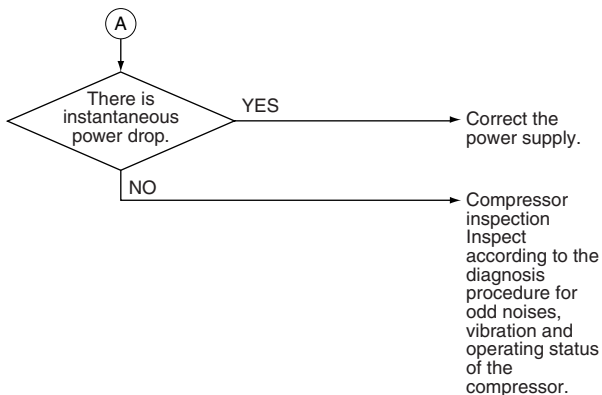 A
There is
instantaneous
power drop.
YES
Correct the
power supply.
NO
Compressor
inspection
Inspect
according to the
diagnosis
procedure for
odd noises,
vibration and
operating status
of the
compressor.